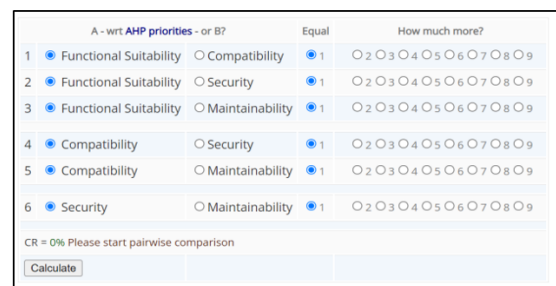 A - wrt AHP priorities - or B? Equal How much more?
1 Functional Suitability Compatibility 1 2 3 4 5 6 7 8 9
2 Functional Suitability Security 1 2 3 4 5 6 7 8 9
3 Functional Suitability Maintainability 1 2 3 4 5 6 7 8 9
4 Compatibility Security 1 2 3 4 5 6 7 8 9
5 Compatibility Maintainability 1 2 3 4 5 6 7 8 9
6 Security Maintainability 1 2 3 4 5 6 7 8 9
CR = 0% Please start pairwise comparison
Calculate